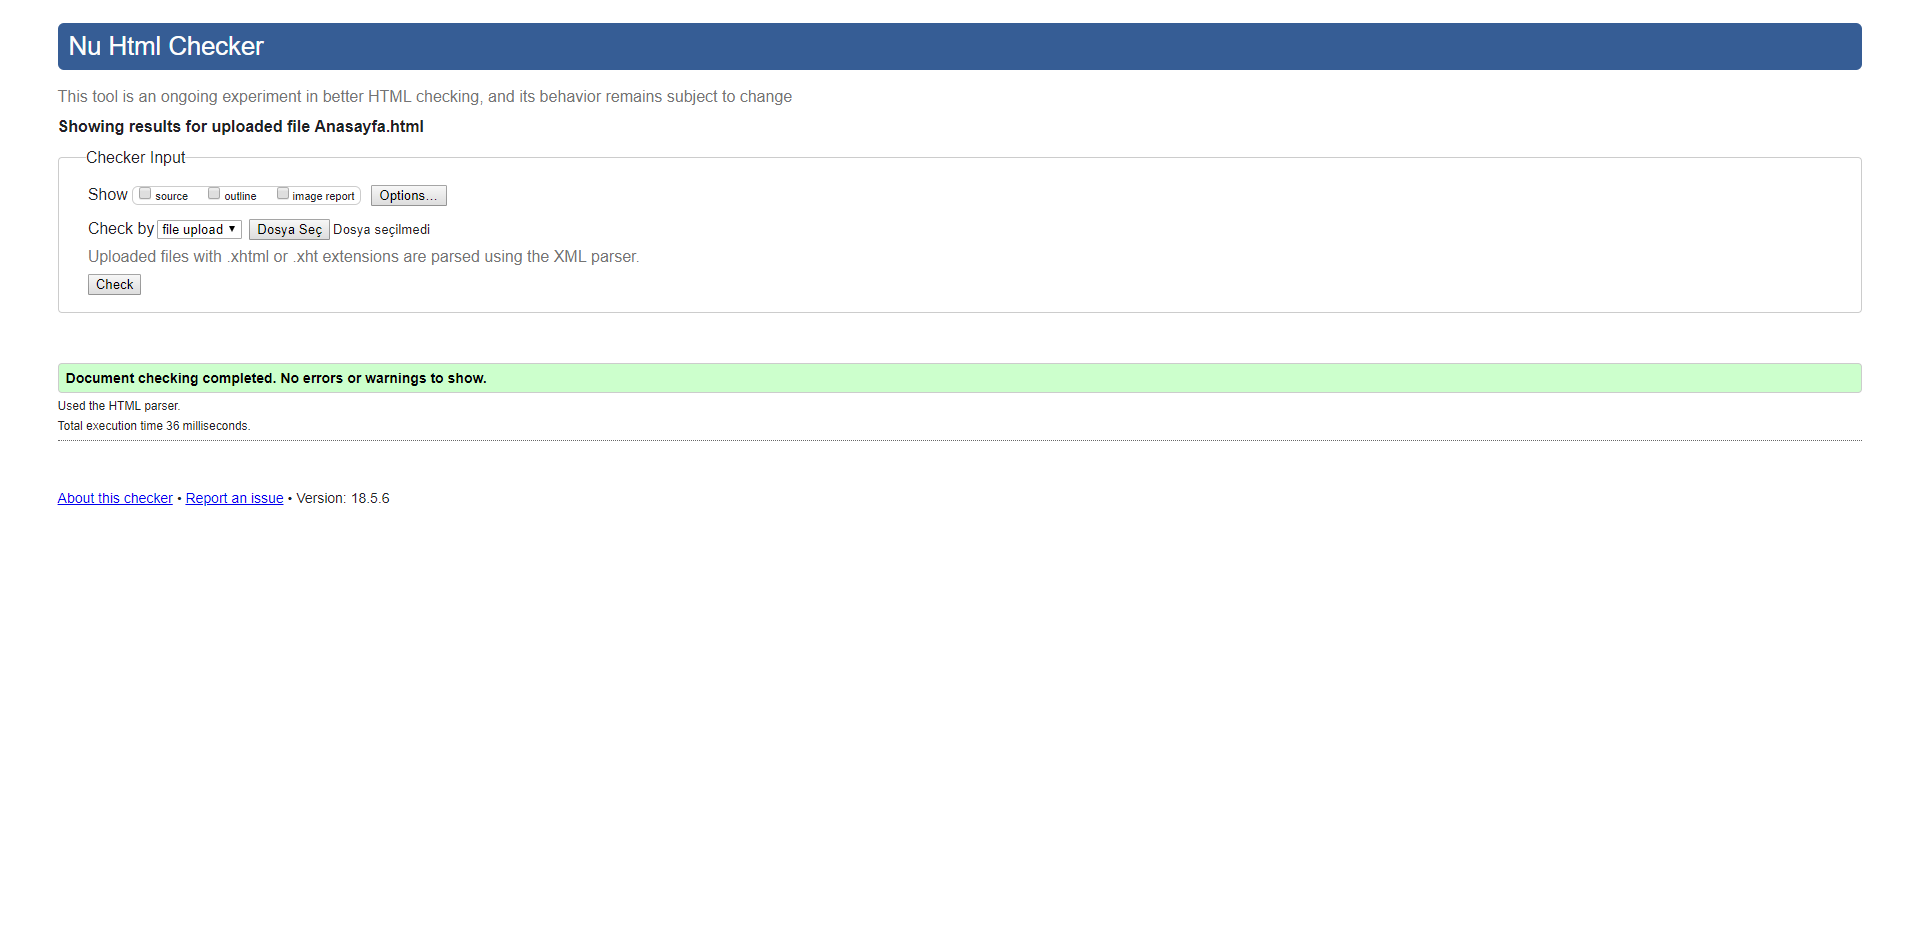 Nu Html Checker
This tool is an ongoing experiment in better HTML checking, and its behavior remains subject to change
Showing results for uploaded file Anasayfa.html
Checker Input
Show source outline image report Options...
Check by file upload Dosya Seç Dosya seçilmedi
Uploaded files with .xhtml or .xht extensions are parsed using the XML parser.
Check
Document checking completed. No errors or warnings to show.
Used the HTML parser.
Total execution time 36 milliseconds.
About this checker • Report an issue • Version: 18.5.6